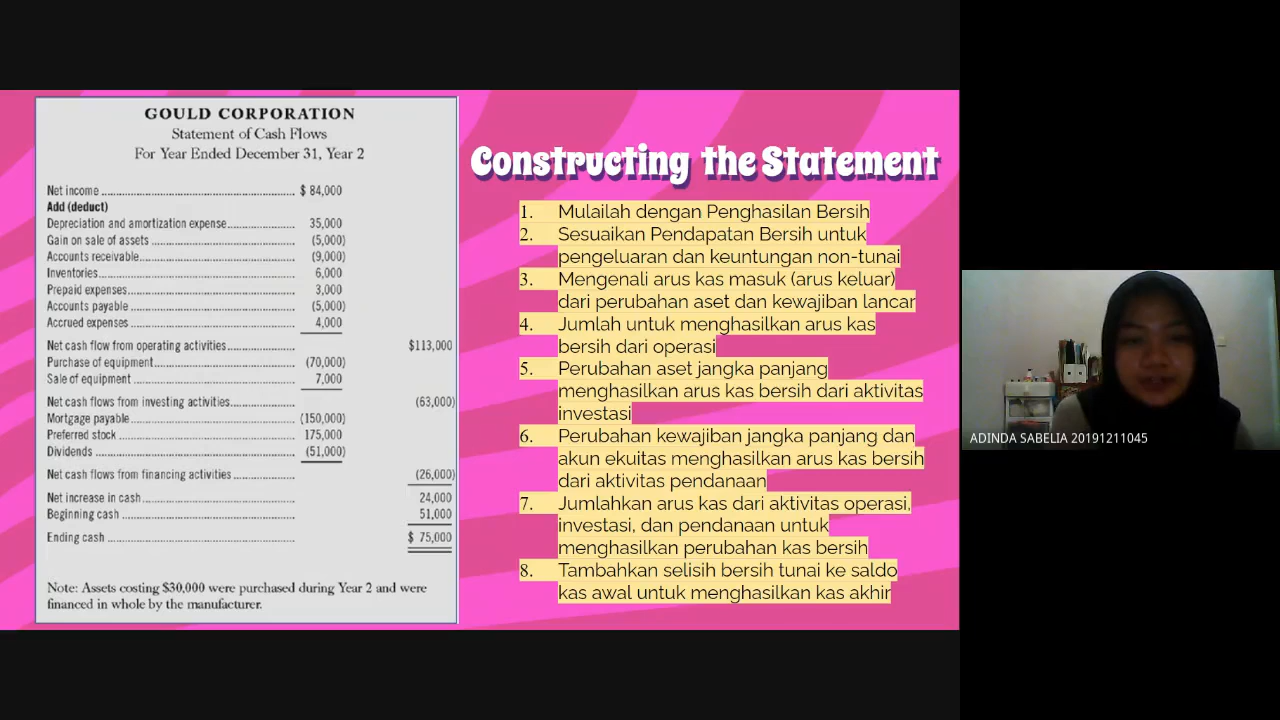 GOULD CORPORATION
Statement of Cash Flows
For Year Ended December 31, Year 2
Net income ........ $ 84,000
Add (deduct)
Depreciation and amortization expense ........ 35,000
Gain on sale of assets ........ (5,000)
Accounts receivable ........ (9,000)
Inventories ........ 6,000
Prepaid expenses ........ 3,000
Accounts payable ........ (5,000)
Accrued expenses ........ 4,000
Net cash flow from operating activities ........ $113,000
Purchase of equipment ........ (70,000)
Sale of equipment ........ 7,000
Net cash flows from investing activities ........ (63,000)
Mortgage payable ........ (150,000)
Preferred stock ........ 175,000
Dividends ........ (51,000)
Net cash flows from financing activities ........ (26,000)
Net increase in cash ........ 24,000
Beginning cash ........ 51,000
Ending cash ........ $ 75,000
Note: Assets costing $30,000 were purchased during Year 2 and were
financed in whole by the manufacturer.
Constructing the Statement
1. Mulailah dengan Penghasilan Bersih
2. Sesuaikan Pendapatan Bersih untuk
pengeluaran dan keuntungan non-tunai
3. Mengenali arus kas masuk (arus keluar)
dari perubahan aset dan kewajiban lancar
4. Jumlah untuk menghasilkan arus kas
bersih dari operasi
5. Perubahan aset jangka panjang
menghasilkan arus kas bersih dari aktivitas
investasi
6. Perubahan kewajiban jangka panjang dan
akun ekuitas menghasilkan arus kas bersih
dari aktivitas pendanaan
7. Jumlahkan arus kas dari aktivitas operasi,
investasi, dan pendanaan untuk
menghasilkan perubahan kas bersih
8. Tambahkan selisih bersih tunai ke saldo
kas awal untuk menghasilkan kas akhir
ADINDA SABELIA 20191211045